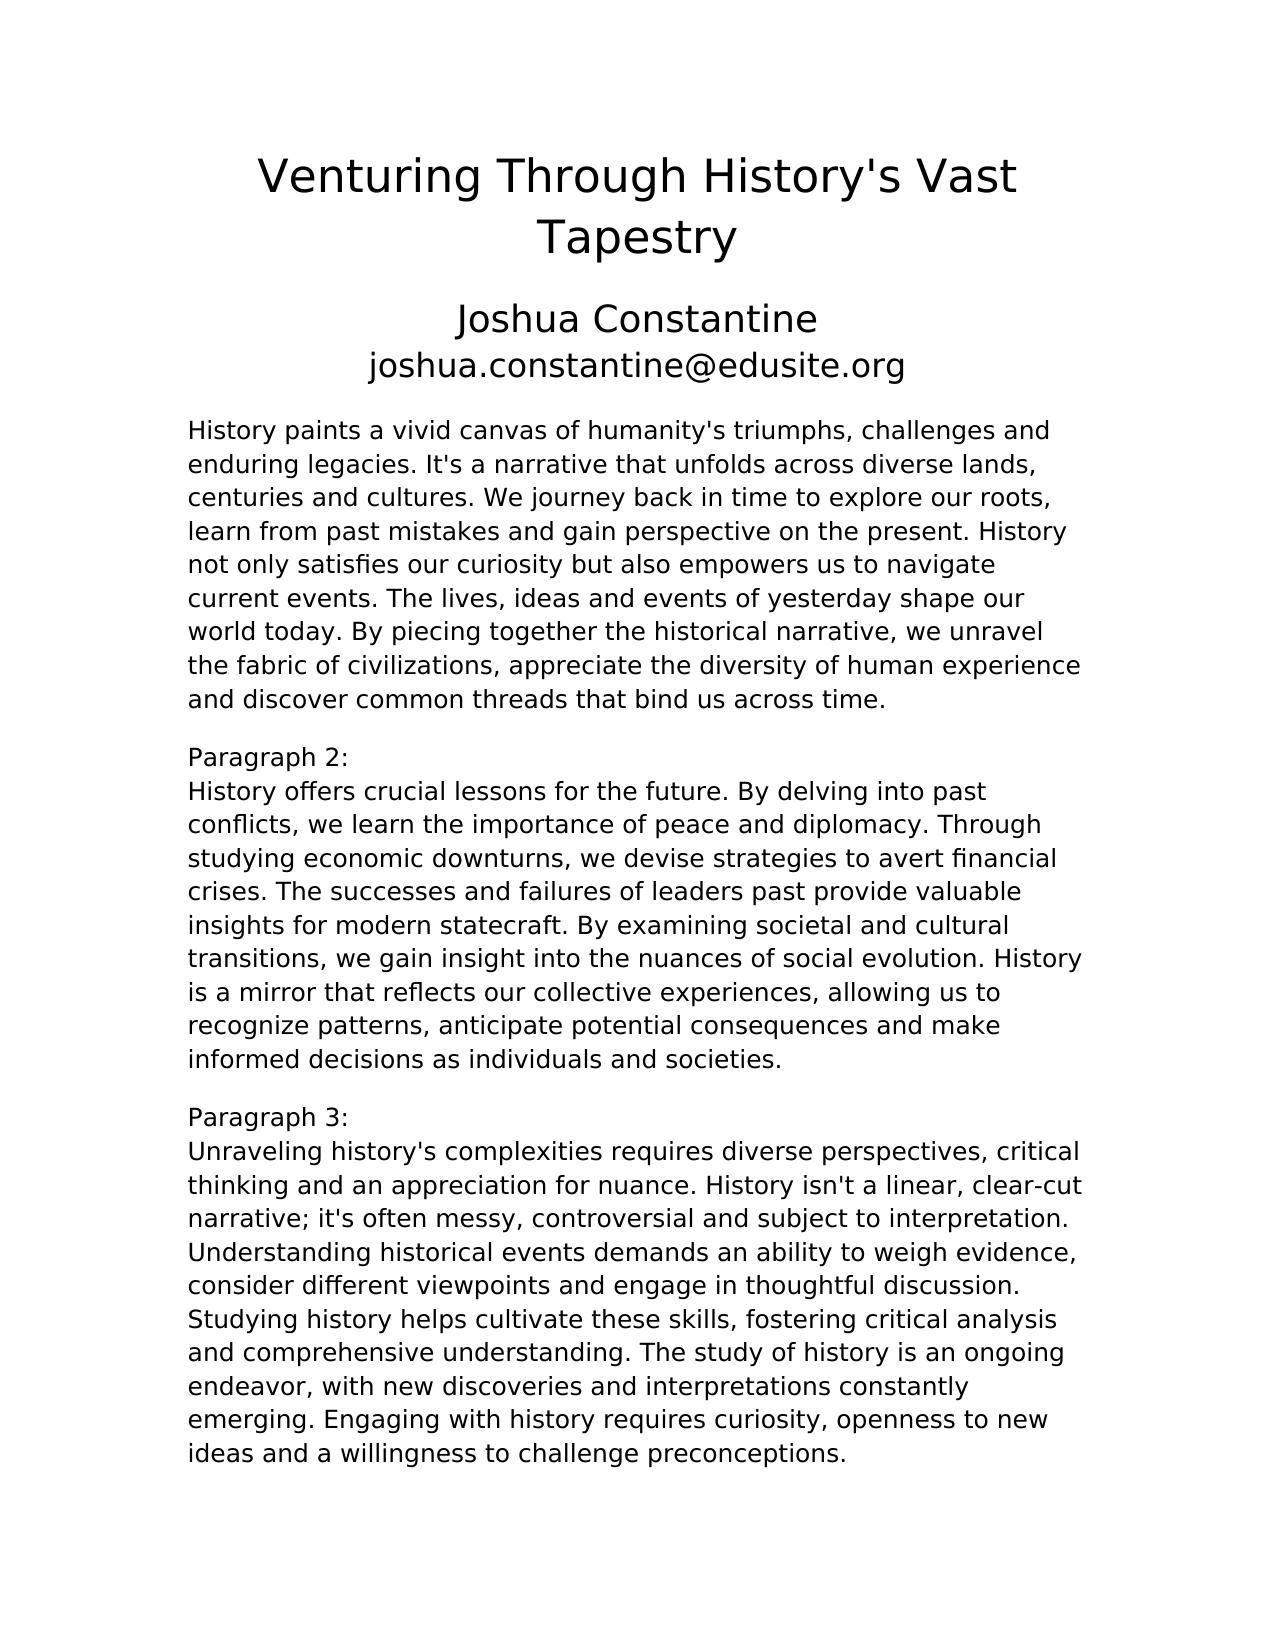 Venturing Through History's Vast
Tapestry
Joshua Constantine
joshua.constantine@edusite.org
History paints a vivid canvas of humanity's triumphs, challenges and
enduring legacies. It's a narrative that unfolds across diverse lands,
centuries and cultures. We journey back in time to explore our roots,
learn from past mistakes and gain perspective on the present. History
not only satisfies our curiosity but also empowers us to navigate
current events. The lives, ideas and events of yesterday shape our
world today. By piecing together the historical narrative, we unravel
the fabric of civilizations, appreciate the diversity of human experience
and discover common threads that bind us across time.
Paragraph 2:
History offers crucial lessons for the future. By delving into past
conflicts, we learn the importance of peace and diplomacy. Through
studying economic downturns, we devise strategies to avert financial
crises. The successes and failures of leaders past provide valuable
insights for modern statecraft. By examining societal and cultural
transitions, we gain insight into the nuances of social evolution. History
is a mirror that reflects our collective experiences, allowing us to
recognize patterns, anticipate potential consequences and make
informed decisions as individuals and societies.
Paragraph 3:
Unraveling history's complexities requires diverse perspectives, critical
thinking and an appreciation for nuance. History isn't a linear, clear-cut
narrative; it's often messy, controversial and subject to interpretation.
Understanding historical events demands an ability to weigh evidence,
consider different viewpoints and engage in thoughtful discussion.
Studying history helps cultivate these skills, fostering critical analysis
and comprehensive understanding. The study of history is an ongoing
endeavor, with new discoveries and interpretations constantly
emerging. Engaging with history requires curiosity, openness to new
ideas and a willingness to challenge preconceptions.